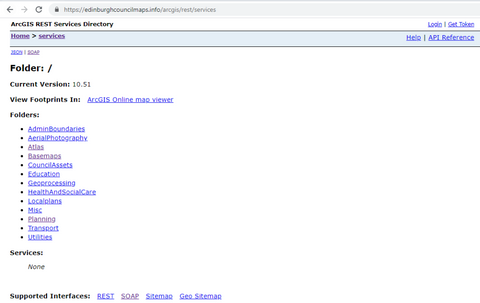 https://edinburghcouncilmaps.info/arcgis/rest/services
ArcGIS REST Services Directory Login | Get Token
Home > services Help | API Reference
JSON | SOAP
Folder: /
Current Version: 10.51
View Footprints In: ArcGIS Online map viewer
Folders:
AdminBoundaries
AerialPhotography
Atlas
Basemaps
CouncilAssets
Education
Geoprocessing
HealthAndSocialCare
Localplans
Misc
Planning
Transport
Utilities
Services:
None
Supported Interfaces: REST SOAP Sitemap Geo Sitemap